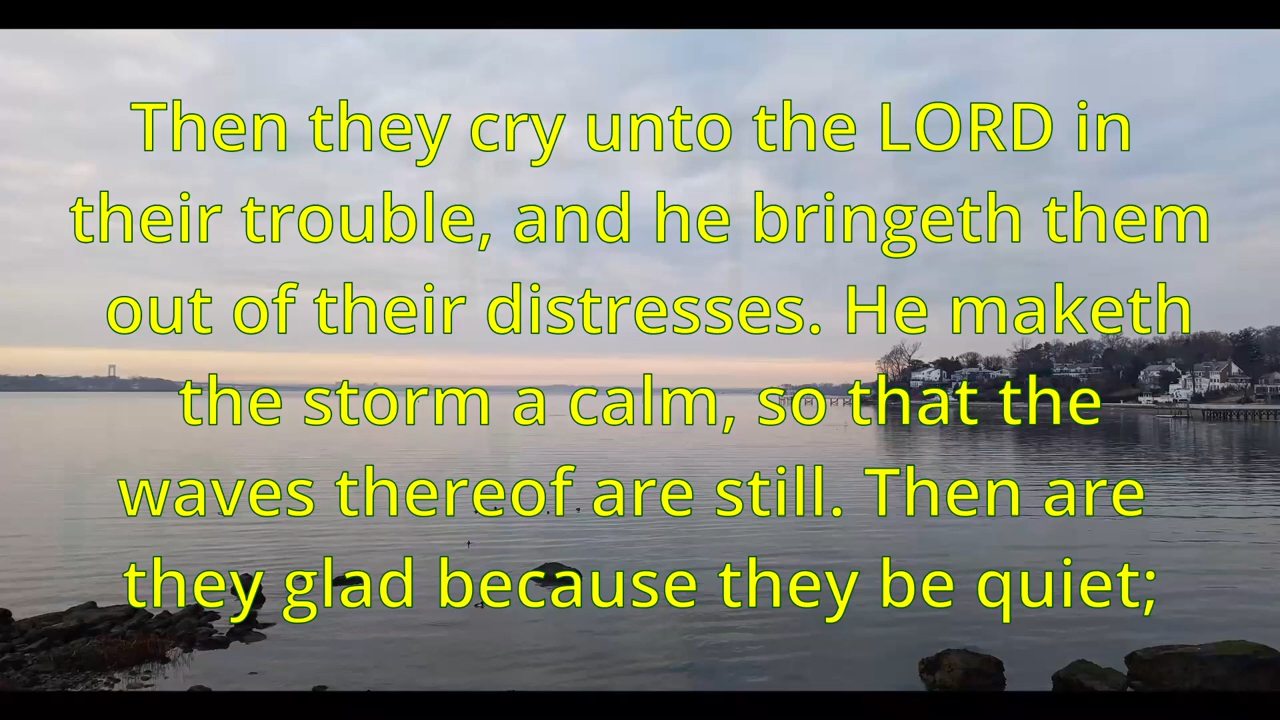 Then they cry unto the LORD in
their trouble, and he bringeth them
out of their distresses. He maketh
the storm a calm, so that the
waves thereof are still. Then are
they glad because they be quiet;